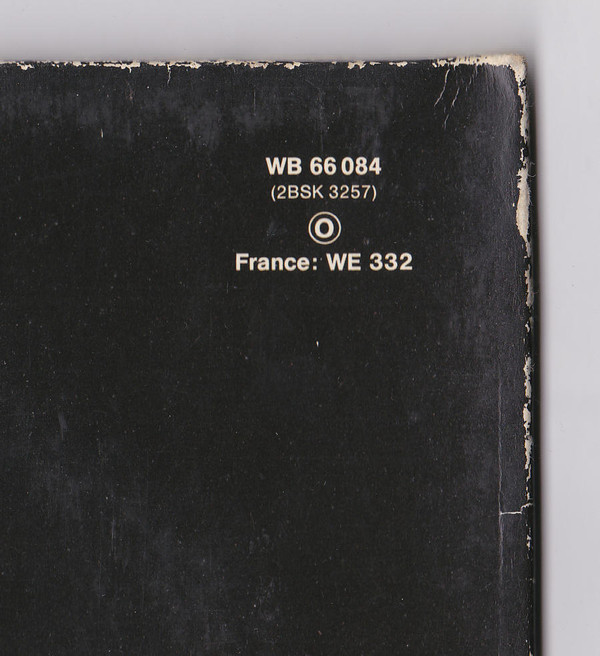 WB 66 084
(2BSK 3257)
O
France: WE 332